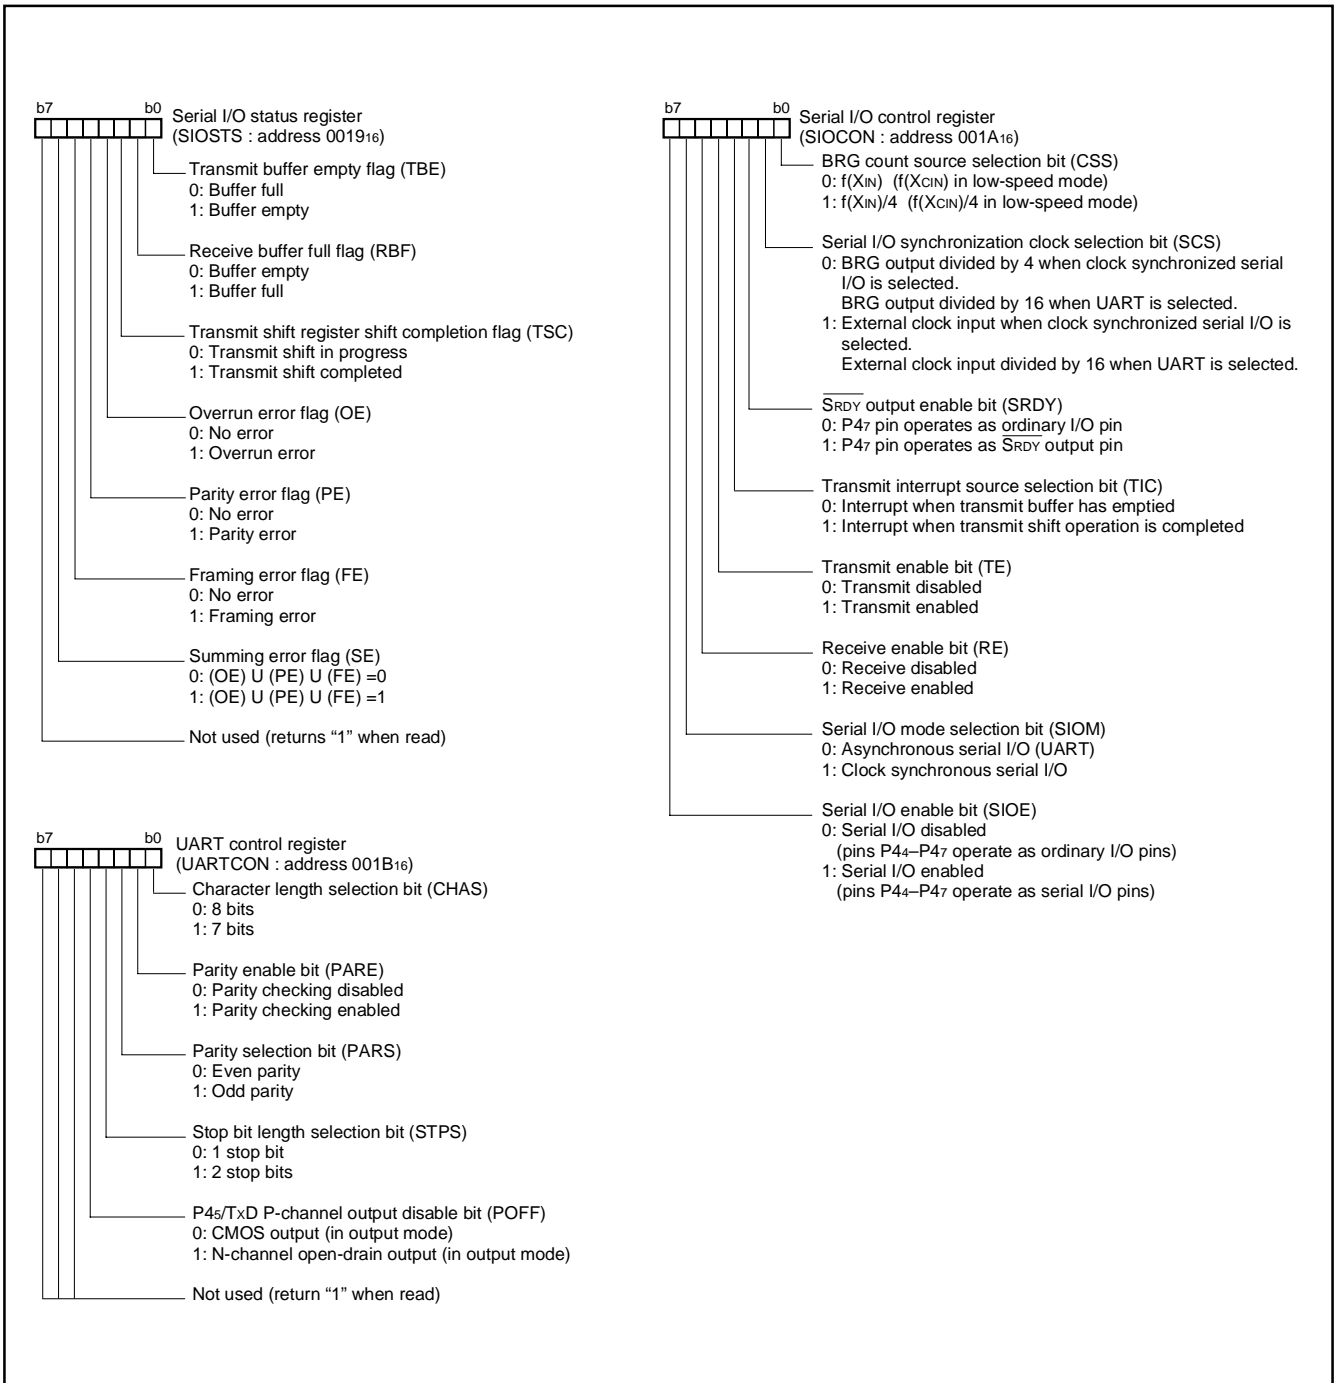 b7 b0 Serial I/O status register
(SIOSTS : address 0019₁₆)
Transmit buffer empty flag (TBE)
0: Buffer full
1: Buffer empty
Receive buffer full flag (RBF)
0: Buffer empty
1: Buffer full
Transmit shift register shift completion flag (TSC)
0: Transmit shift in progress
1: Transmit shift completed
Overrun error flag (OE)
0: No error
1: Overrun error
Parity error flag (PE)
0: No error
1: Parity error
Framing error flag (FE)
0: No error
1: Framing error
Summing error flag (SE)
0: (OE) U (PE) U (FE) =0
1: (OE) U (PE) U (FE) =1
Not used (returns “1” when read)
b7 b0 UART control register
(UARTCON : address 001B₁₆)
Character length selection bit (CHAS)
0: 8 bits
1: 7 bits
Parity enable bit (PARE)
0: Parity checking disabled
1: Parity checking enabled
Parity selection bit (PARS)
0: Even parity
1: Odd parity
Stop bit length selection bit (STPS)
0: 1 stop bit
1: 2 stop bits
P4₅/TxD P-channel output disable bit (POFF)
0: CMOS output (in output mode)
1: N-channel open-drain output (in output mode)
Not used (return “1” when read)
b7 b0 Serial I/O control register
(SIOCON : address 001A₁₆)
BRG count source selection bit (CSS)
0: f(XIN) (f(XCIN) in low-speed mode)
1: f(XIN)/4 (f(XCIN)/4 in low-speed mode)
Serial I/O synchronization clock selection bit (SCS)
0: BRG output divided by 4 when clock synchronized serial
I/O is selected.
BRG output divided by 16 when UART is selected.
1: External clock input when clock synchronized serial I/O is
selected.
External clock input divided by 16 when UART is selected.
SRDY output enable bit (SRDY)
0: P4₇ pin operates as ordinary I/O pin
1: P4₇ pin operates as SRDY output pin
Transmit interrupt source selection bit (TIC)
0: Interrupt when transmit buffer has emptied
1: Interrupt when transmit shift operation is completed
Transmit enable bit (TE)
0: Transmit disabled
1: Transmit enabled
Receive enable bit (RE)
0: Receive disabled
1: Receive enabled
Serial I/O mode selection bit (SIOM)
0: Asynchronous serial I/O (UART)
1: Clock synchronous serial I/O
Serial I/O enable bit (SIOE)
0: Serial I/O disabled
(pins P4₄–P4₇ operate as ordinary I/O pins)
1: Serial I/O enabled
(pins P4₄–P4₇ operate as serial I/O pins)